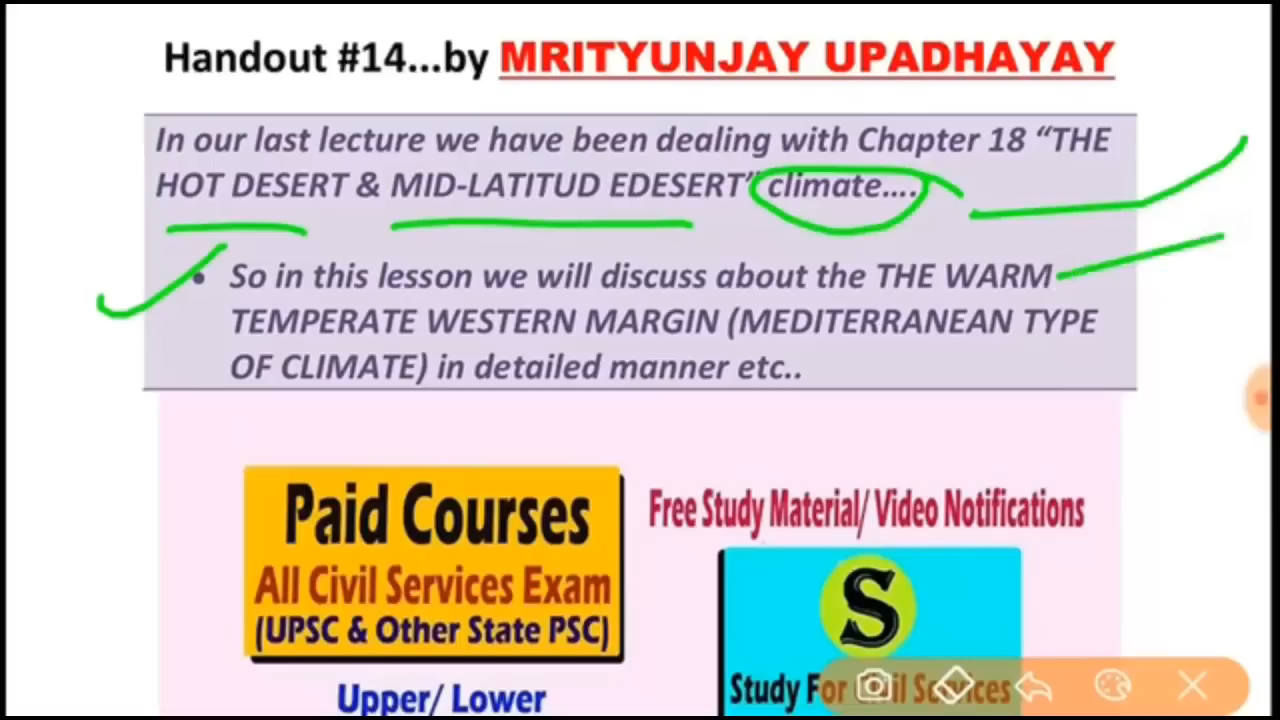 Handout #14...by MRITYUNJAY UPADHAYAY
In our last lecture we have been dealing with Chapter 18 “THE
HOT DESERT & MID-LATITUD EDESERT” climate....
• So in this lesson we will discuss about the THE WARM
TEMPERATE WESTERN MARGIN (MEDITERRANEAN TYPE
OF CLIMATE) in detailed manner etc..
Paid Courses
All Civil Services Exam
(UPSC & Other State PSC)
Upper/ Lower
Free Study Material/ Video Notifications
S
Study For Civil Services